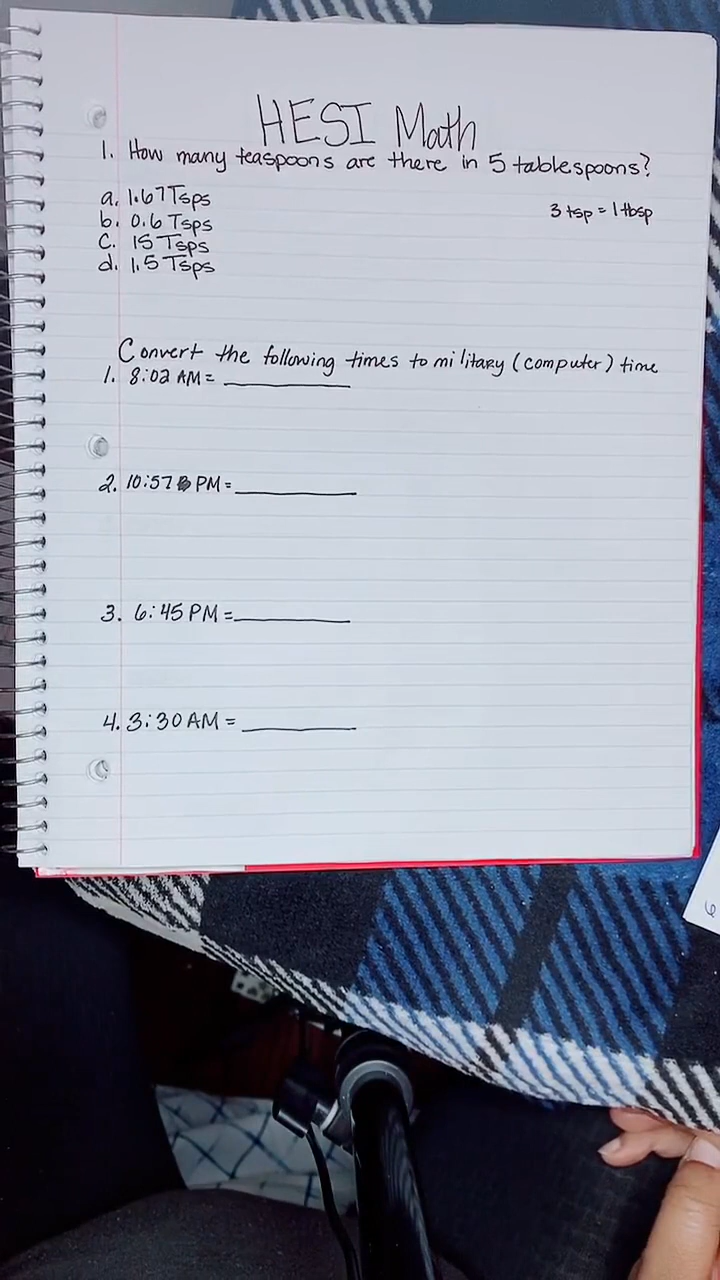 HESI Math
1. How many teaspoons are there in 5 tablespoons?
a. 1.67 Tsps
3 tsp = 1 tbsp
b. 0.6 Tsps
c. 15 Tsps
d. 1.5 Tsps
Convert the following times to military (computer) time
1. 8:02 AM = ________
2. 10:57 PM = ________
3. 6:45 PM = ________
4. 3:30 AM = ________